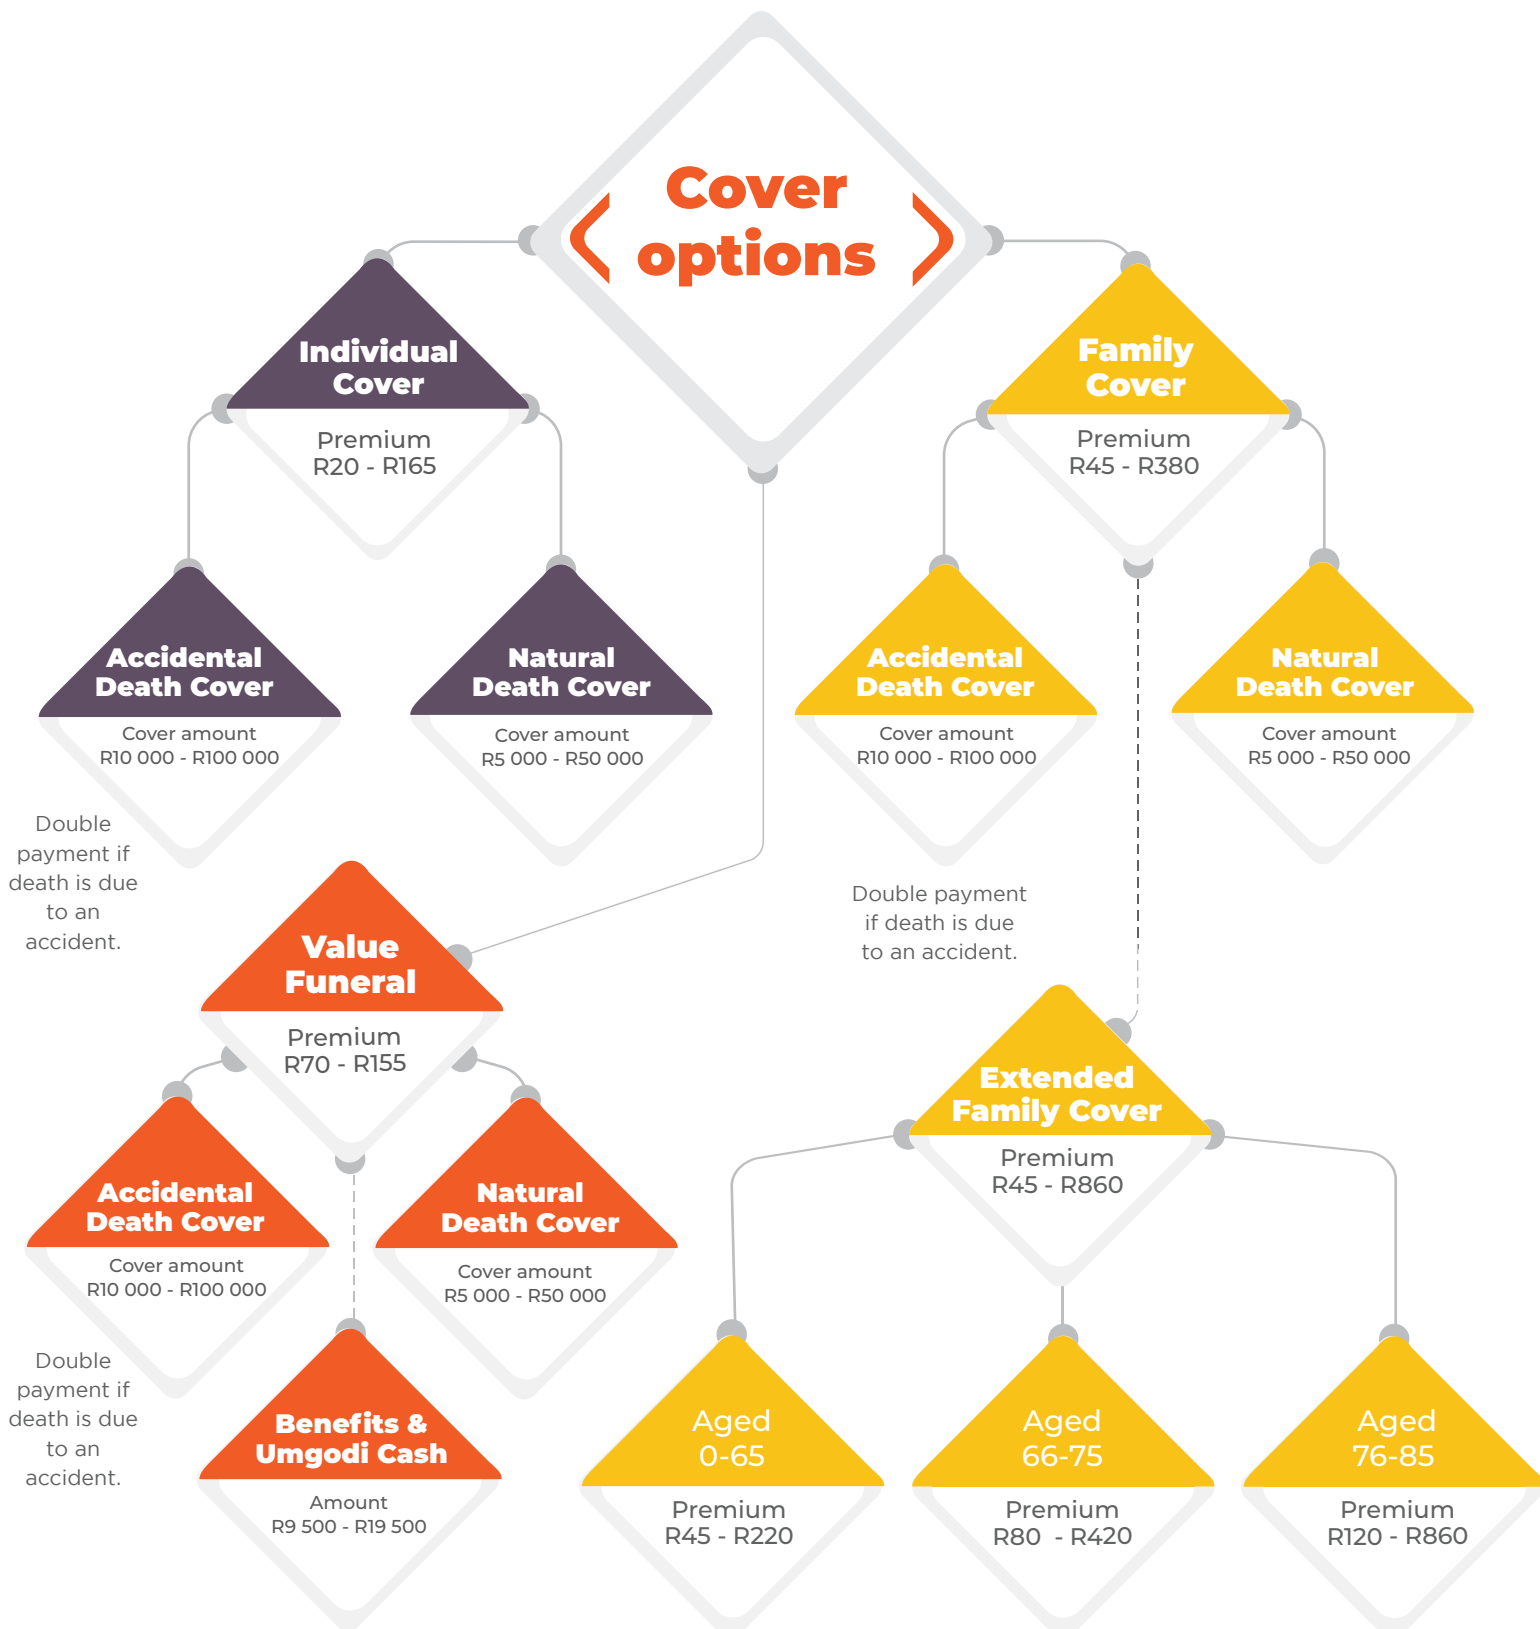 Cover
options
Individual
Cover
Premium
R20 - R165
Family
Cover
Premium
R45 - R380
Accidental
Death Cover
Cover amount
R10 000 - R100 000
Natural
Death Cover
Cover amount
R5 000 - R50 000
Accidental
Death Cover
Cover amount
R10 000 - R100 000
Natural
Death Cover
Cover amount
R5 000 - R50 000
Double
payment if
death is due
to an
accident.
Double payment
if death is due
to an accident.
Value
Funeral
Premium
R70 - R155
Extended
Family Cover
Premium
R45 - R860
Accidental
Death Cover
Cover amount
R10 000 - R100 000
Natural
Death Cover
Cover amount
R5 000 - R50 000
Double
payment if
death is due
to an
accident.
Benefits &
Umgodi Cash
Amount
R9 500 - R19 500
Aged
0-65
Premium
R45 - R220
Aged
66-75
Premium
R80 - R420
Aged
76-85
Premium
R120 - R860